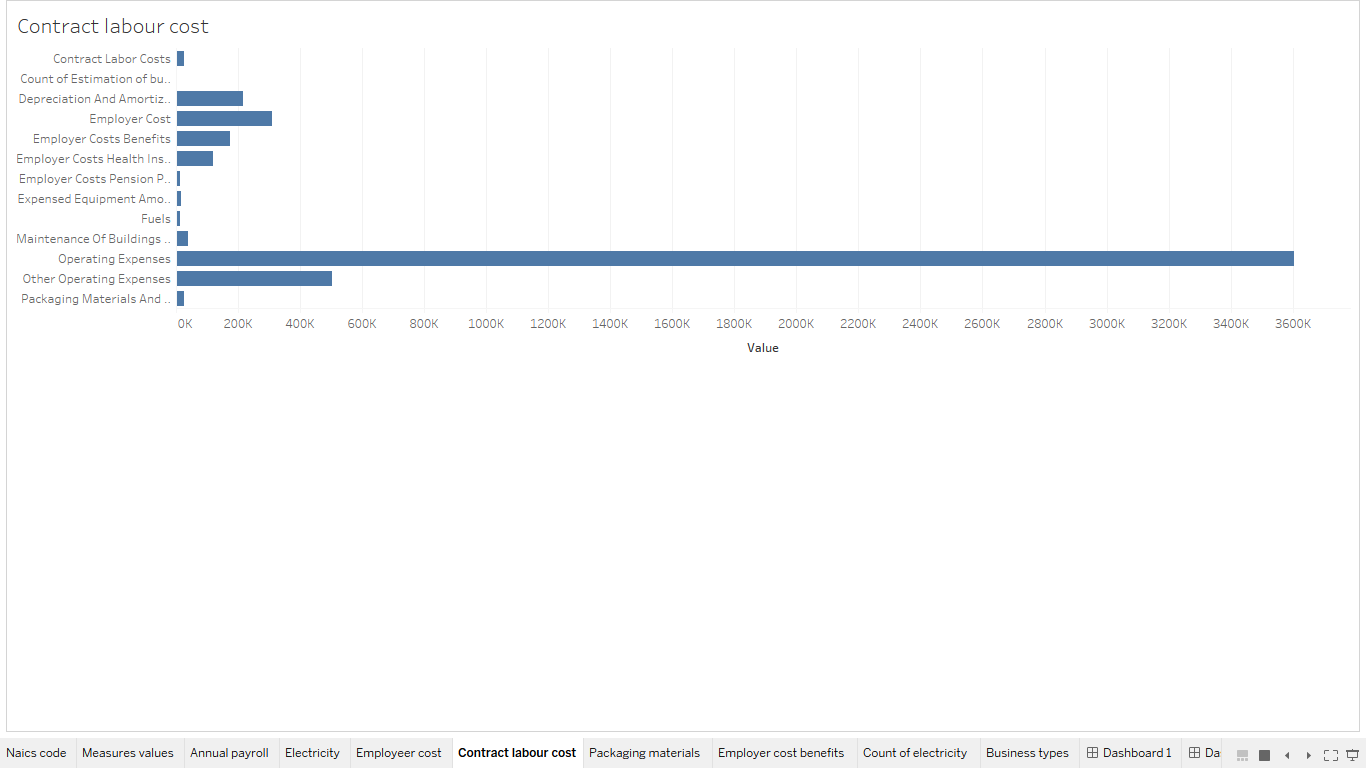 Contract labour cost
Contract Labor Costs
Count of Estimation of bu..
Depreciation And Amortiz..
Employer Cost
Employer Costs Benefits
Employer Costs Health Ins..
Employer Costs Pension P..
Expensed Equipment Amo..
Fuels
Maintenance Of Buildings ..
Operating Expenses
Other Operating Expenses
Packaging Materials And ..
0K 200K 400K 600K 800K 1000K 1200K 1400K 1600K 1800K 2000K 2200K 2400K 2600K 2800K 3000K 3200K 3400K 3600K
Value
Naics code Measures values Annual payroll Electricity Employeer cost Contract labour cost Packaging materials Employer cost benefits Count of electricity Business types Dashboard 1 Da